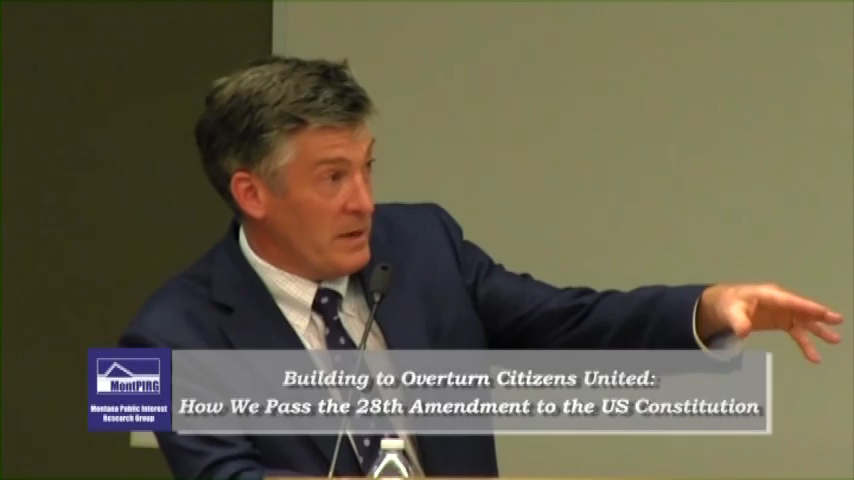 MontPIRG
Montana Public Interest
Research Group
Building to Overturn Citizens United:
How We Pass the 28th Amendment to the US Constitution